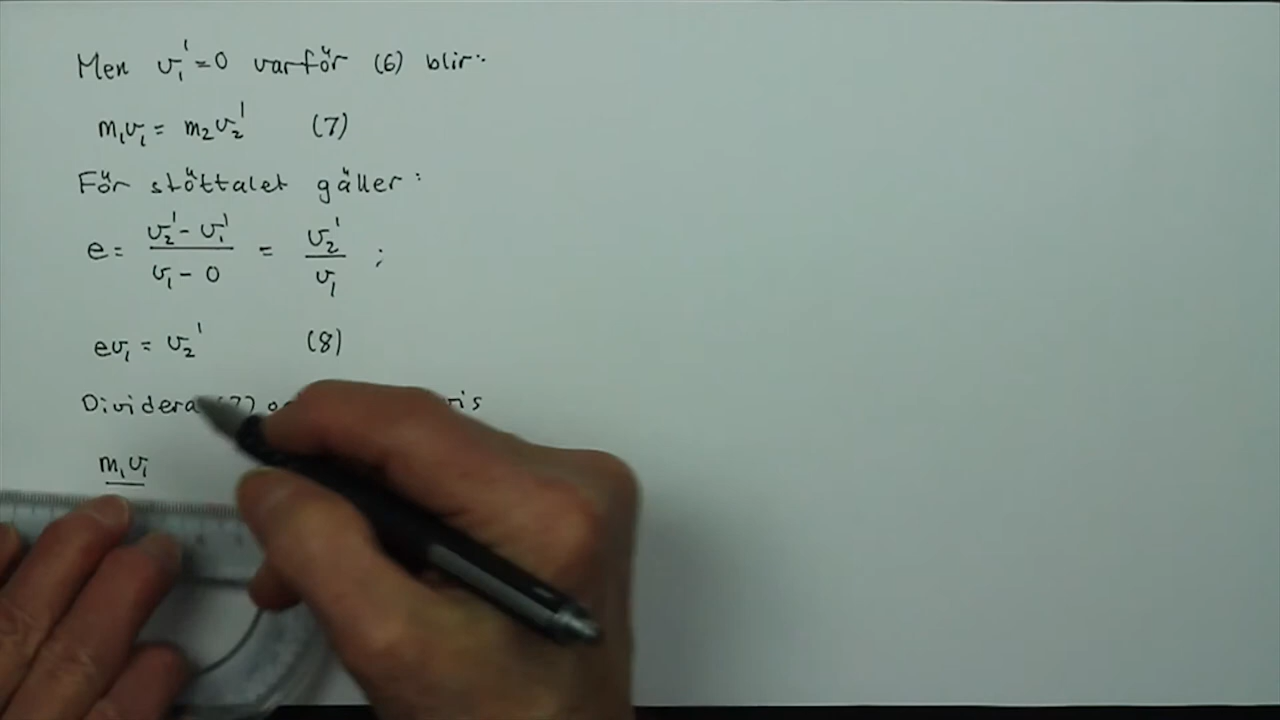 Men v₁' = 0 varför (6) blir:
m₁v₁ = m₂v₂' (7)
För stöttalet gäller:
e = (v₂' - v₁')/(v₁ - 0) = v₂'/v₁ ;
ev₁ = v₂' (8)
Dividera (7)
m₁v₁